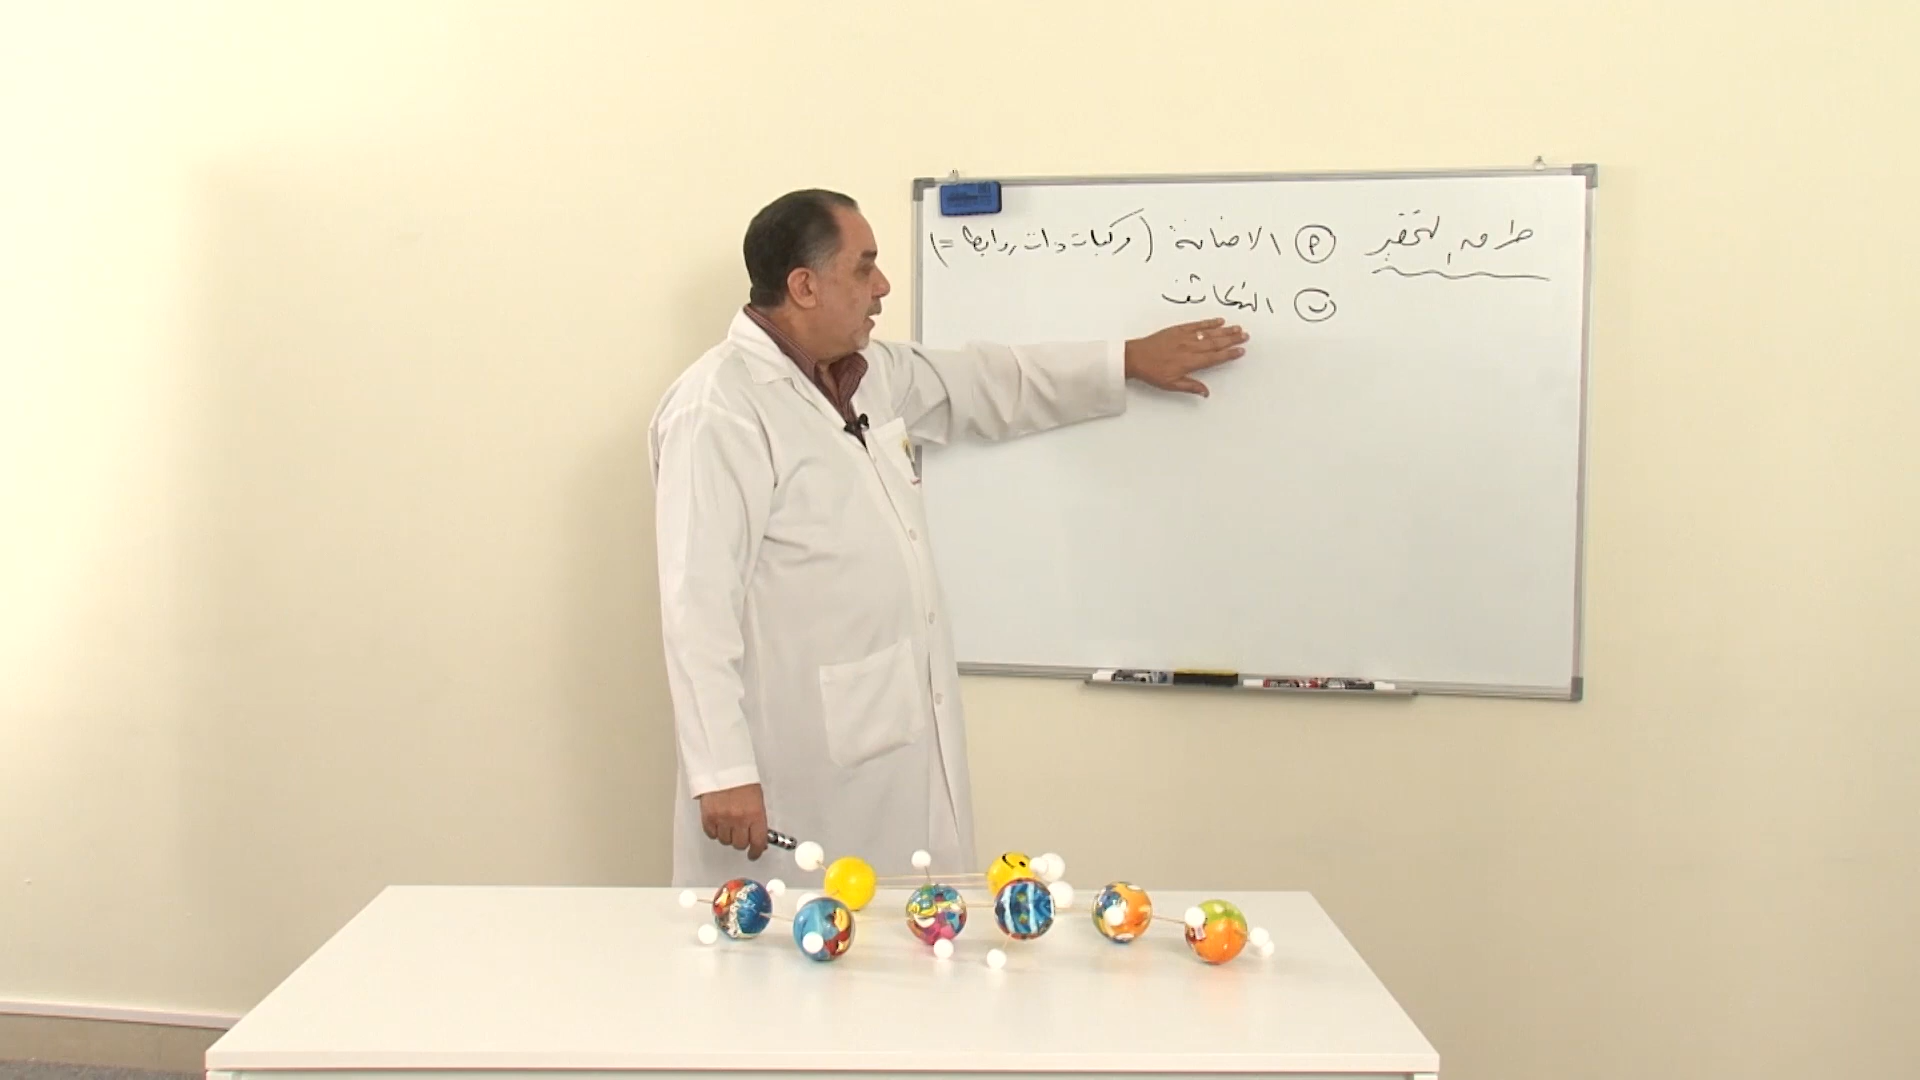 طرق التحضير أ الاضافة (مركبات ذات روابط =)
ب التكاثف